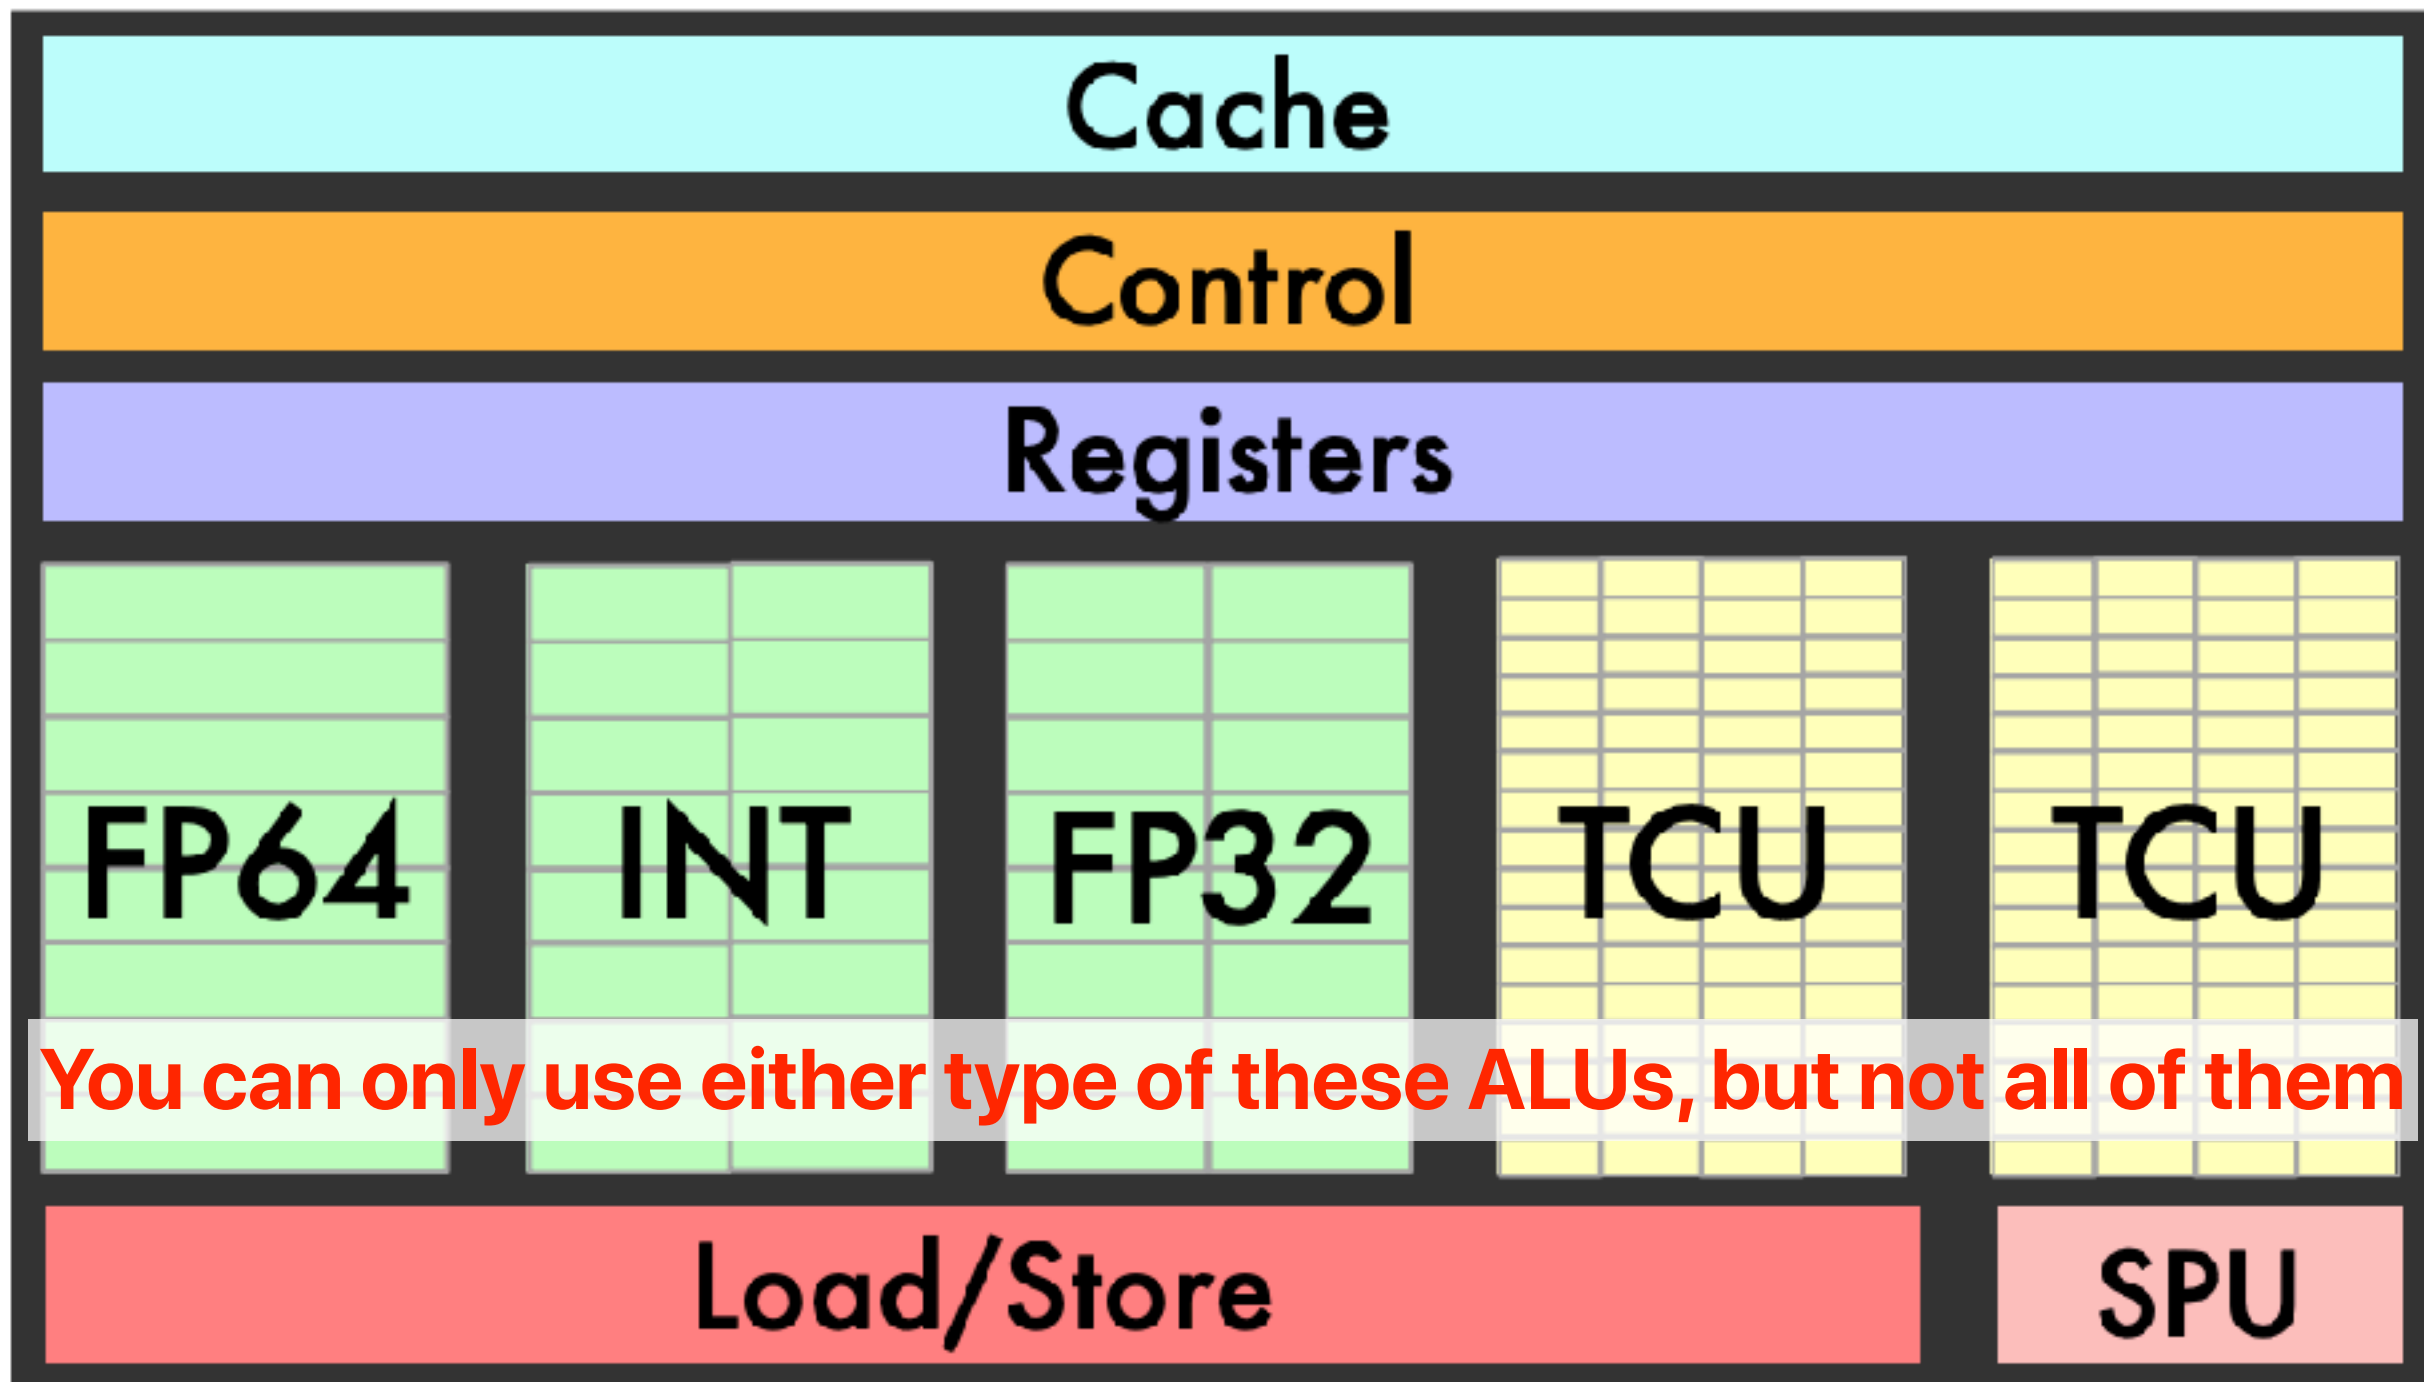 Cache
Control
Registers
FP64 INT FP32 TCU TCU
You can only use either type of these ALUs, but not all of them
Load/Store SPU